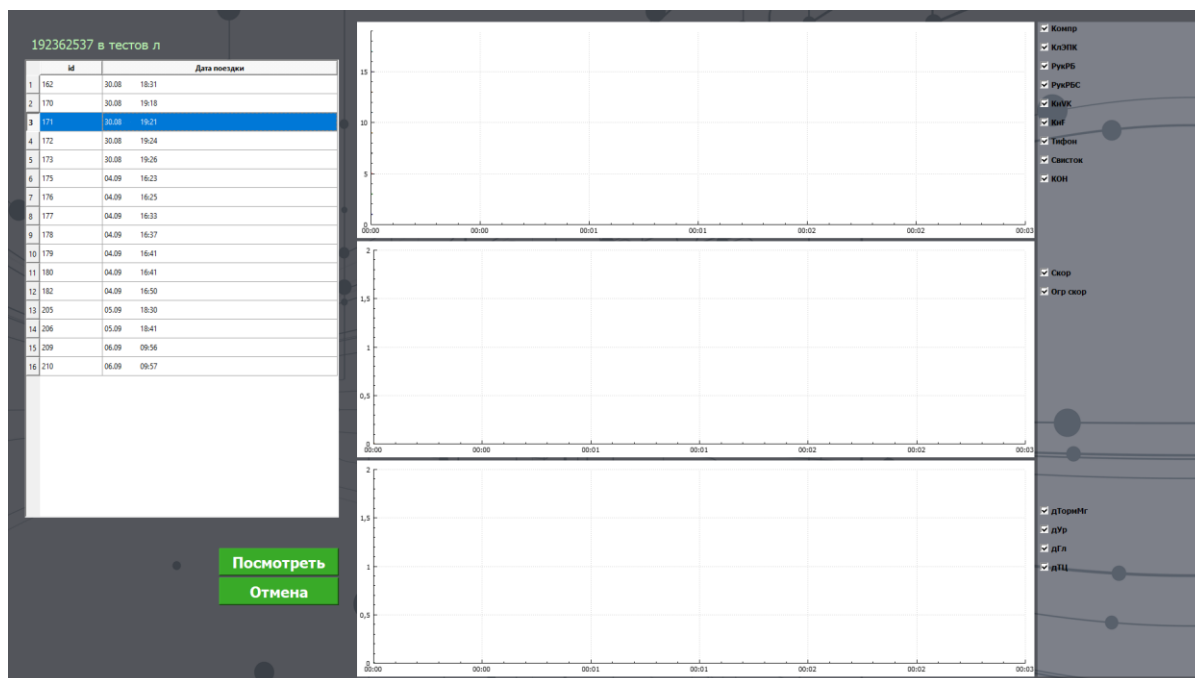 192362537 в тестов л
id Дата поездки
1 162 30.08 18:31
2 170 30.08 19:18
3 171 30.08 19:21
4 172 30.08 19:24
5 173 30.08 19:26
6 175 04.09 16:23
7 176 04.09 16:25
8 177 04.09 16:33
9 178 04.09 16:37
10 179 04.09 16:41
11 180 04.09 16:41
12 182 04.09 16:50
13 205 05.09 18:30
14 206 05.09 18:41
15 209 06.09 09:56
16 210 06.09 09:57
Посмотреть
Отмена
15
10
5
0
00:00 00:00 00:01 00:01 00:02 00:02 00:03
Компр
КлЭПК
РукРБ
РукРБС
КнVК
Кнf
Тифон
Свисток
КОН
2
1,5
1
0,5
0
00:00 00:00 00:01 00:01 00:02 00:02 00:03
Скор
Огр скор
2
1,5
1
0,5
0
00:00 00:00 00:01 00:01 00:02 00:02 00:03
дТормМг
дУр
дГл
дТЦ